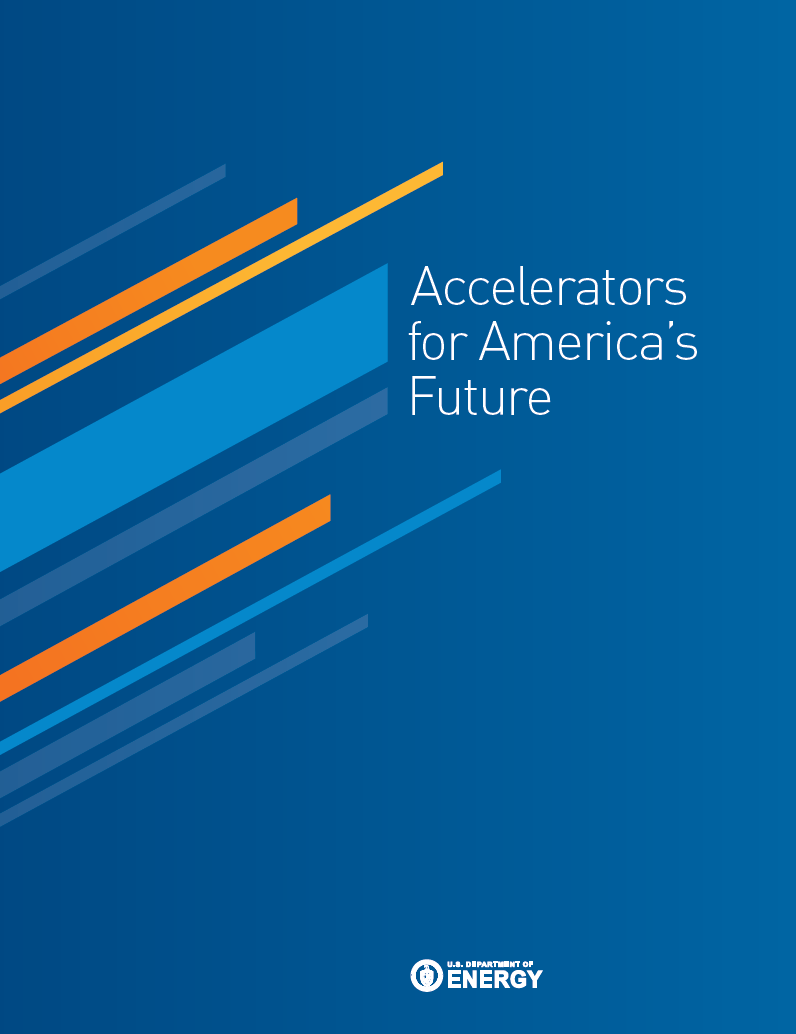 Accelerators
for America’s
Future
U.S. DEPARTMENT OF
ENERGY